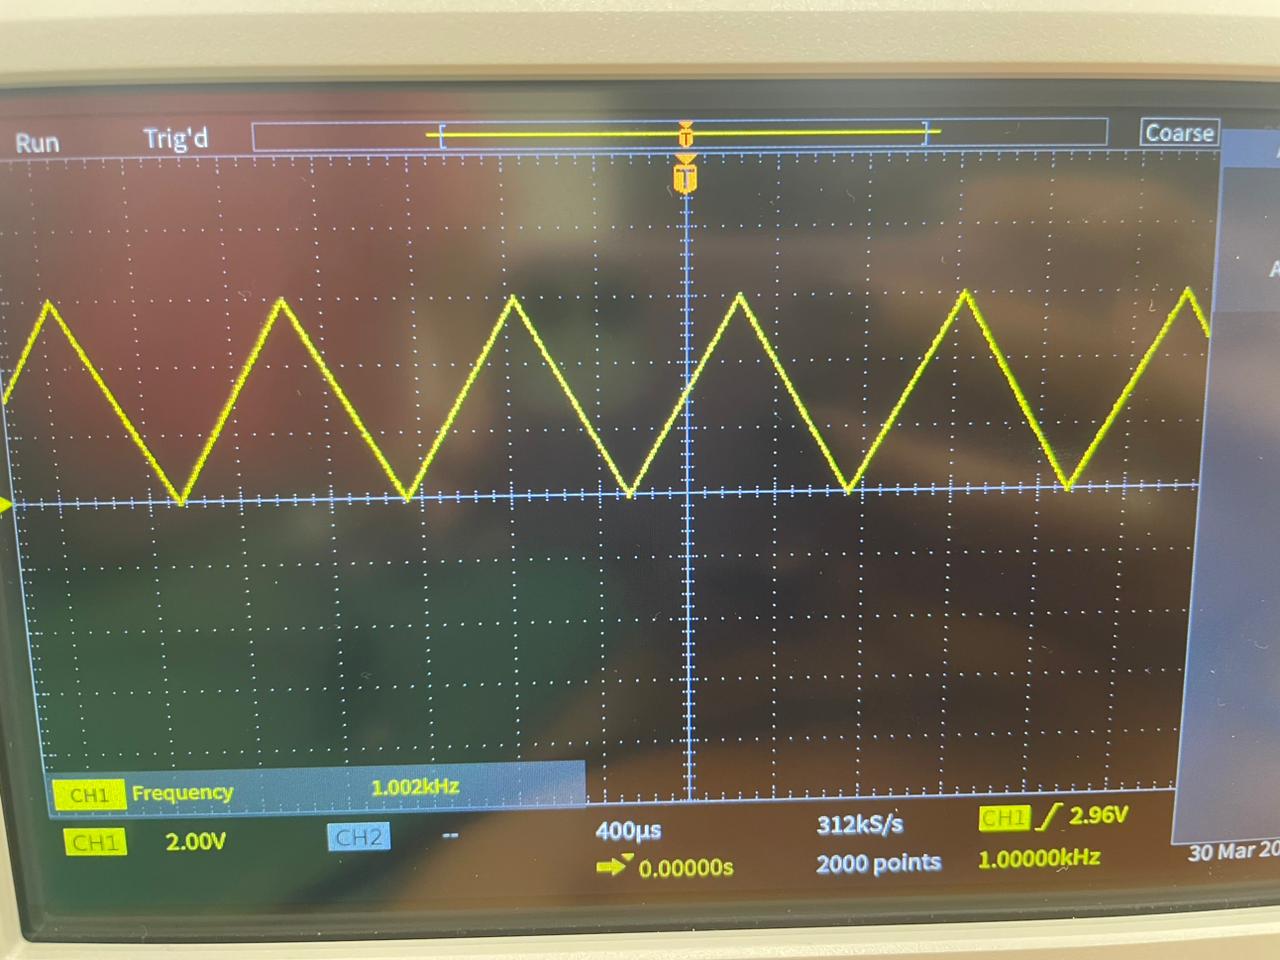 Run Trig'd T Coarse
T
A
CH1 Frequency 1.002kHz
CH1 2.00V CH2 -- 400µs 312kS/s CH1 2.96V
0.00000s 2000 points 1.00000kHz
30 Mar 20